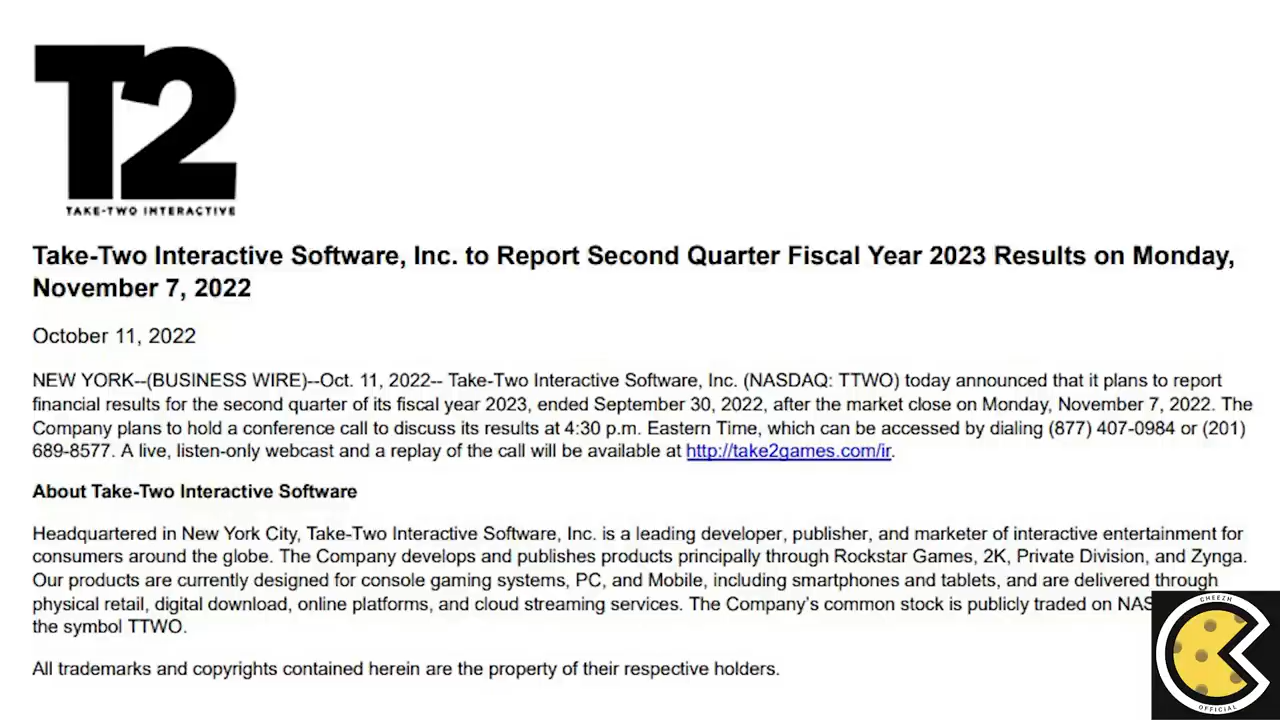 T2
TAKE-TWO INTERACTIVE
Take-Two Interactive Software, Inc. to Report Second Quarter Fiscal Year 2023 Results on Monday,
November 7, 2022
October 11, 2022
NEW YORK--(BUSINESS WIRE)--Oct. 11, 2022-- Take-Two Interactive Software, Inc. (NASDAQ: TTWO) today announced that it plans to report
financial results for the second quarter of its fiscal year 2023, ended September 30, 2022, after the market close on Monday, November 7, 2022. The
Company plans to hold a conference call to discuss its results at 4:30 p.m. Eastern Time, which can be accessed by dialing (877) 407-0984 or (201)
689-8577. A live, listen-only webcast and a replay of the call will be available at http://take2games.com/ir.
About Take-Two Interactive Software
Headquartered in New York City, Take-Two Interactive Software, Inc. is a leading developer, publisher, and marketer of interactive entertainment for
consumers around the globe. The Company develops and publishes products principally through Rockstar Games, 2K, Private Division, and Zynga.
Our products are currently designed for console gaming systems, PC, and Mobile, including smartphones and tablets, and are delivered through
physical retail, digital download, online platforms, and cloud streaming services. The Company's common stock is publicly traded on NAS
the symbol TTWO.
All trademarks and copyrights contained herein are the property of their respective holders.
CHEEZH
OFFICIAL